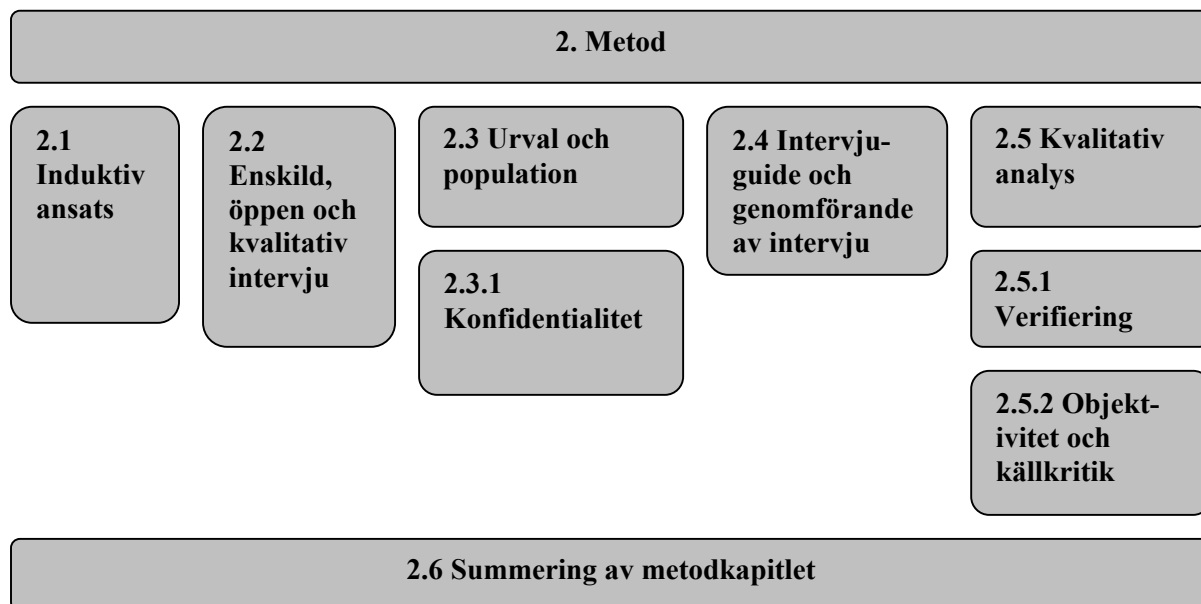 2. Metod
2.1
Induktiv
ansats
2.2
Enskild,
öppen och
kvalitativ
intervju
2.3 Urval och
population
2.3.1
Konfidentialitet
2.4 Intervju-
guide och
genomförande
av intervju
2.5 Kvalitativ
analys
2.5.1
Verifiering
2.5.2 Objekt-
ivitet och
källkritik
2.6 Summering av metodkapitlet